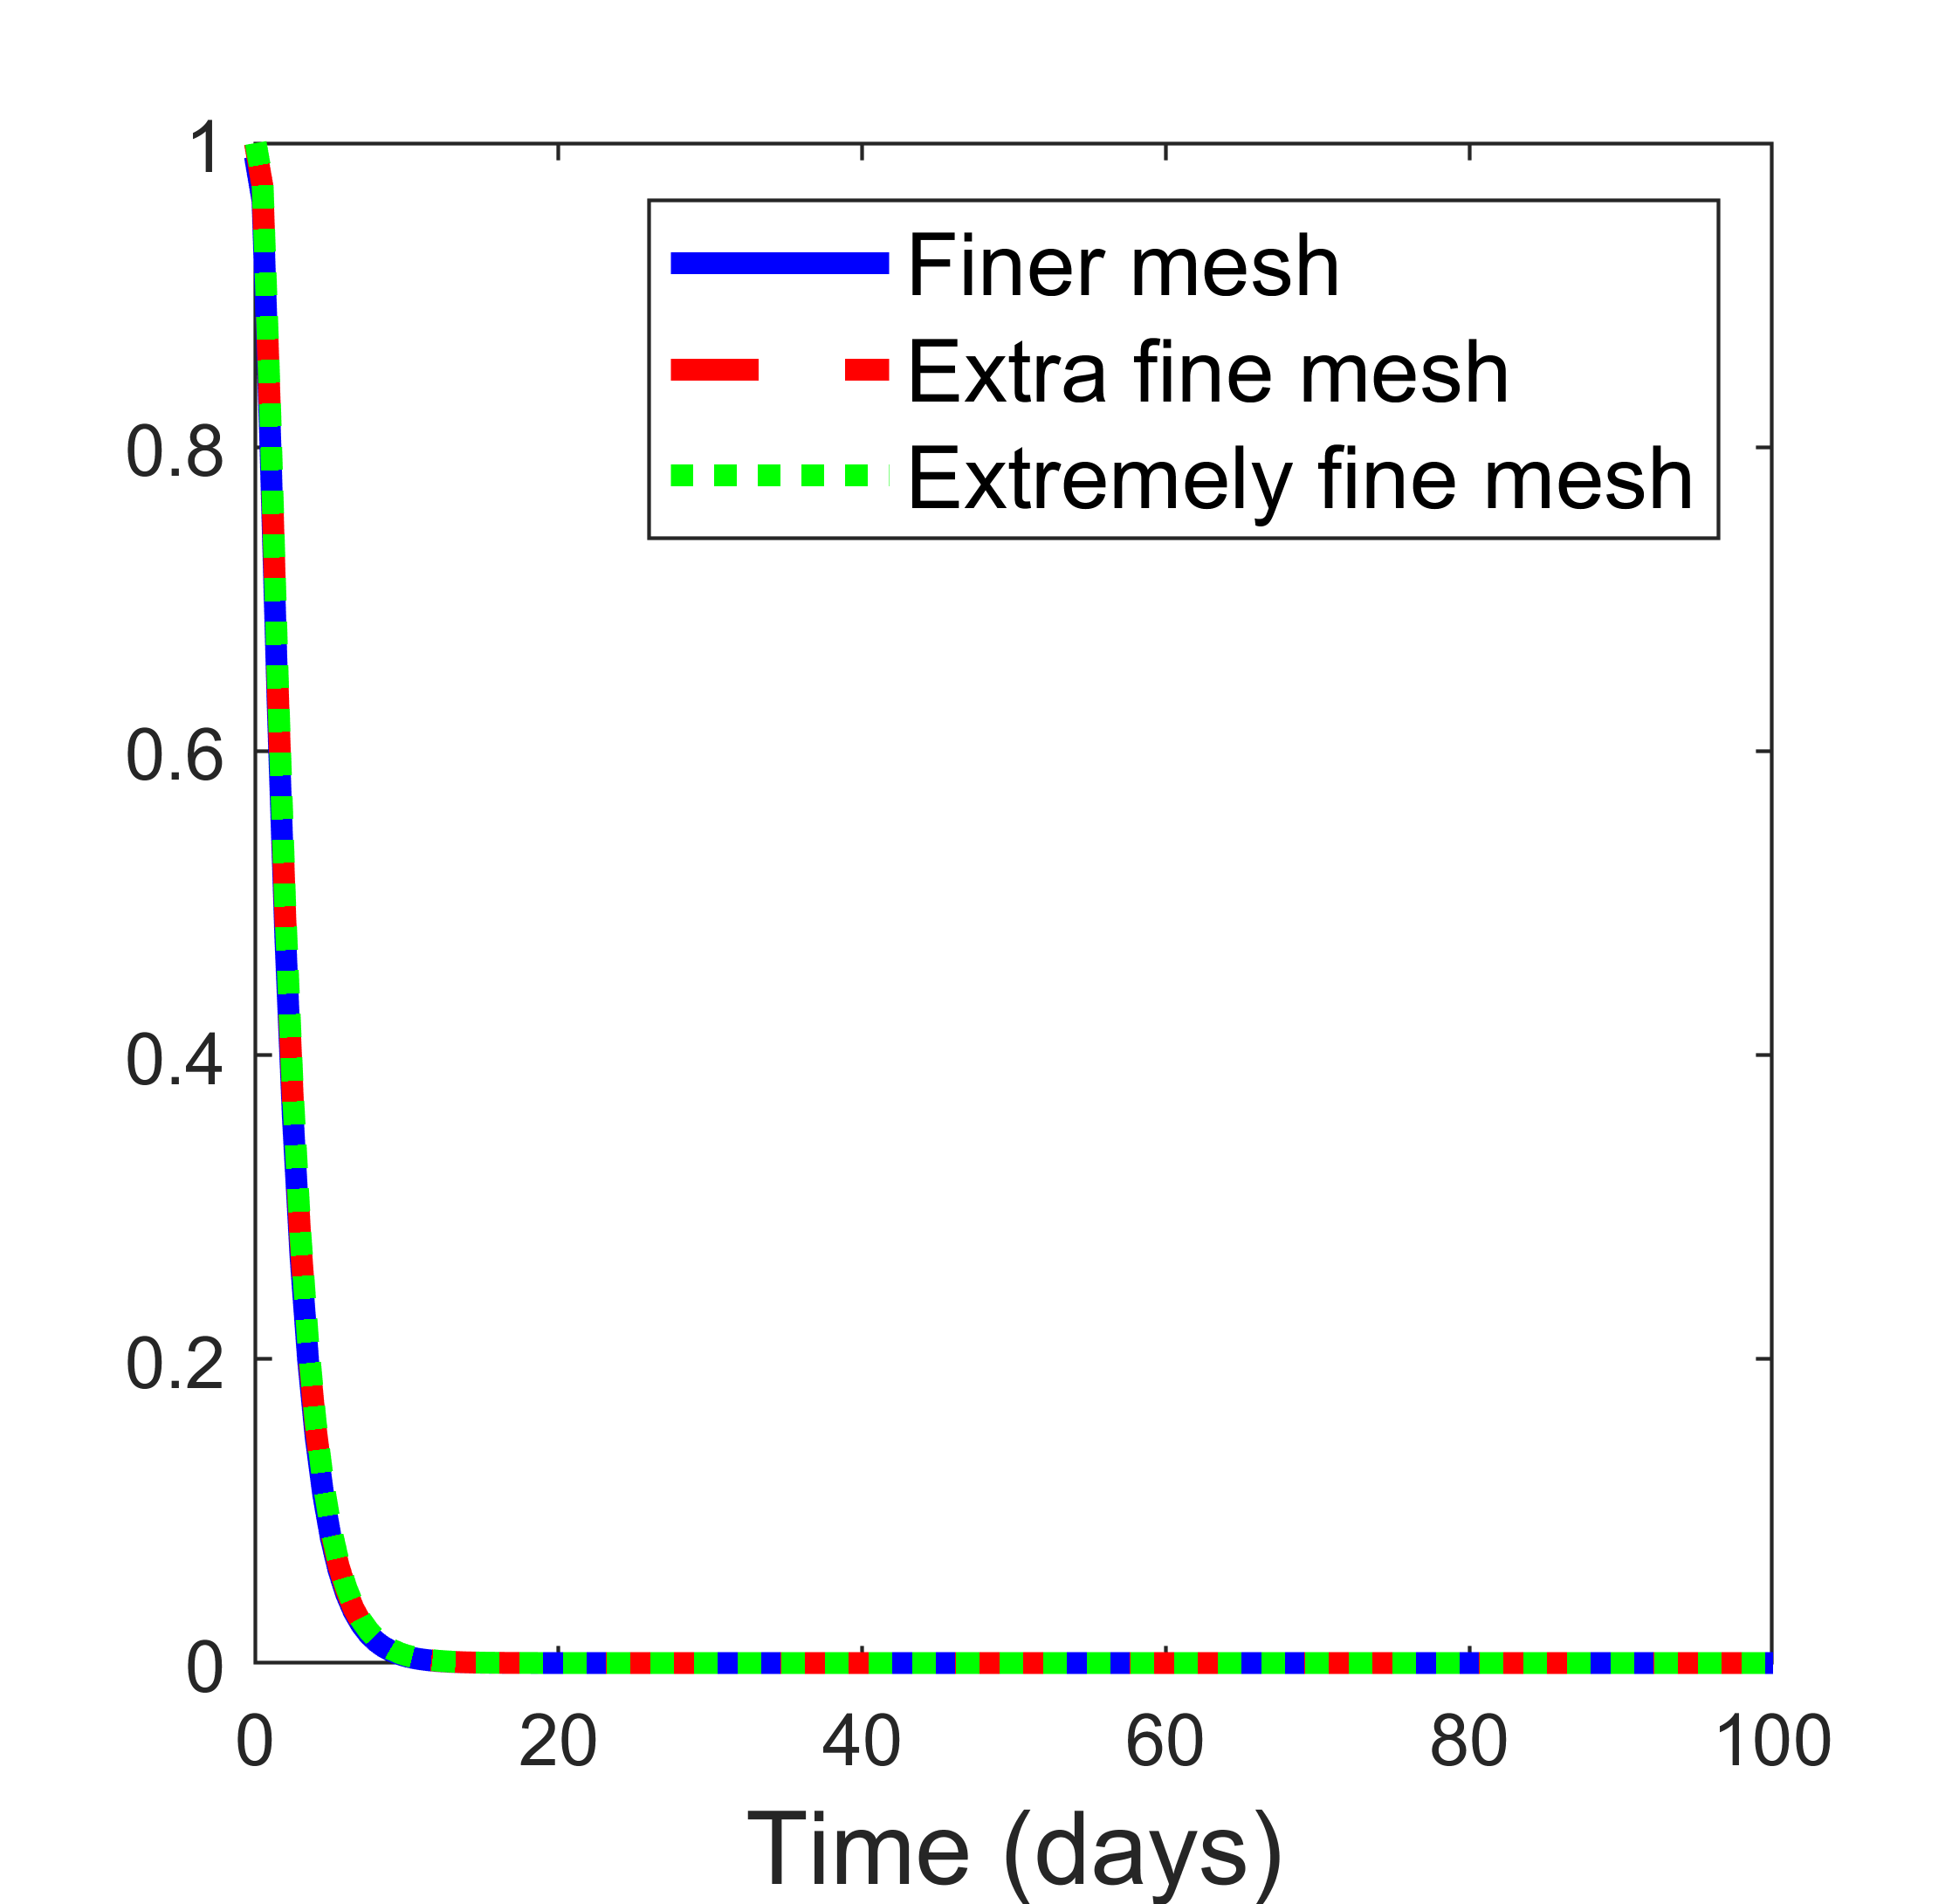 1
0.8
0.6
0.4
0.2
0
Finer mesh
Extra fine mesh
Extremely fine mesh
0 20 40 60 80 100
Time (days)